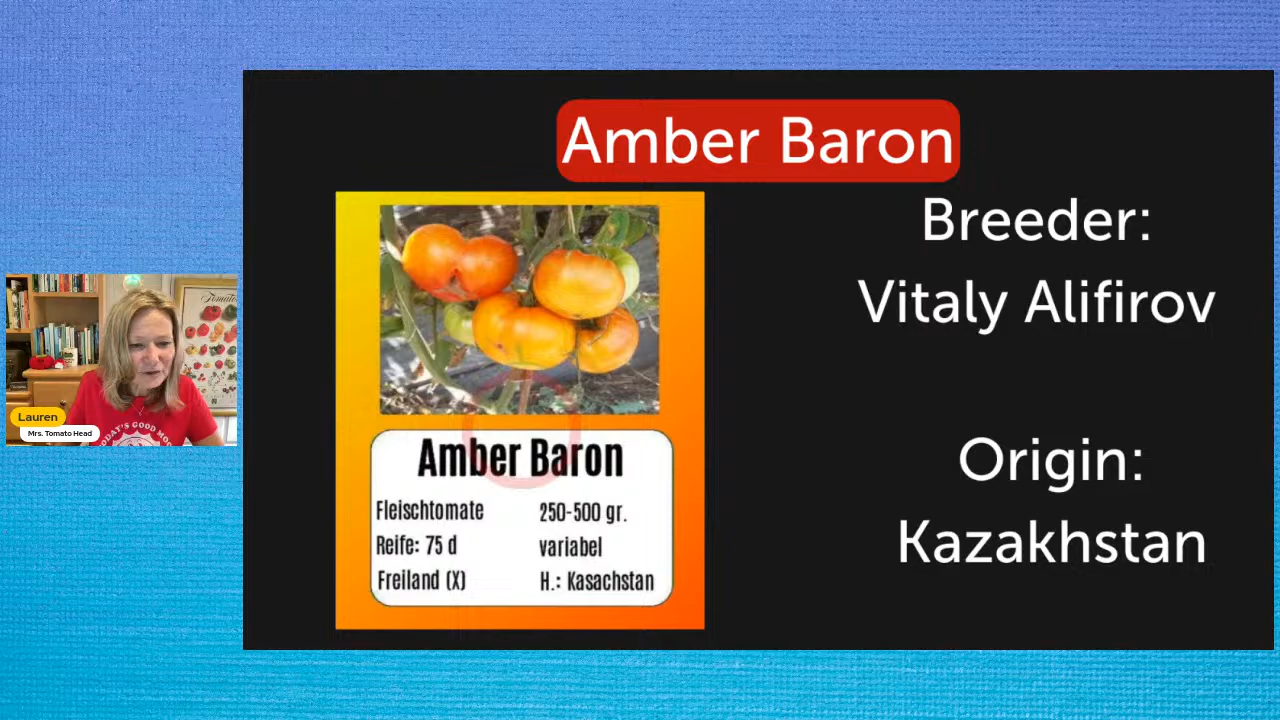 Amber Baron
Breeder:
Vitaly Alifirov
Origin:
Kazakhstan
Amber Baron
Fleischtomate 250-500 gr.
Reife: 75 d variabel
Freiland (X) H.: Kasachstan
Lauren
Mrs. Tomato Head